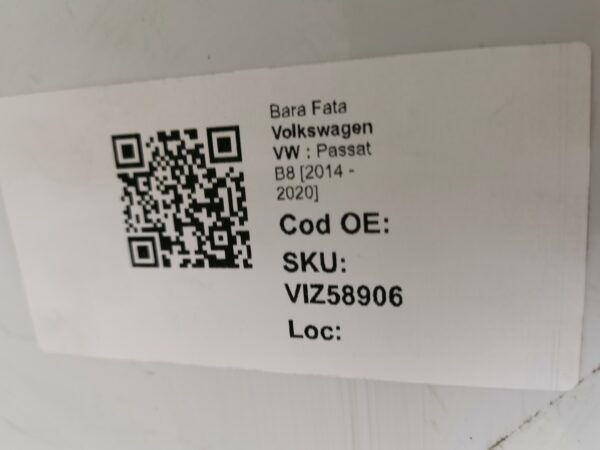 Bara Fata
Volkswagen
VW : Passat
B8 [2014 -
2020]
Cod OE:
SKU:
VIZ58906
Loc: